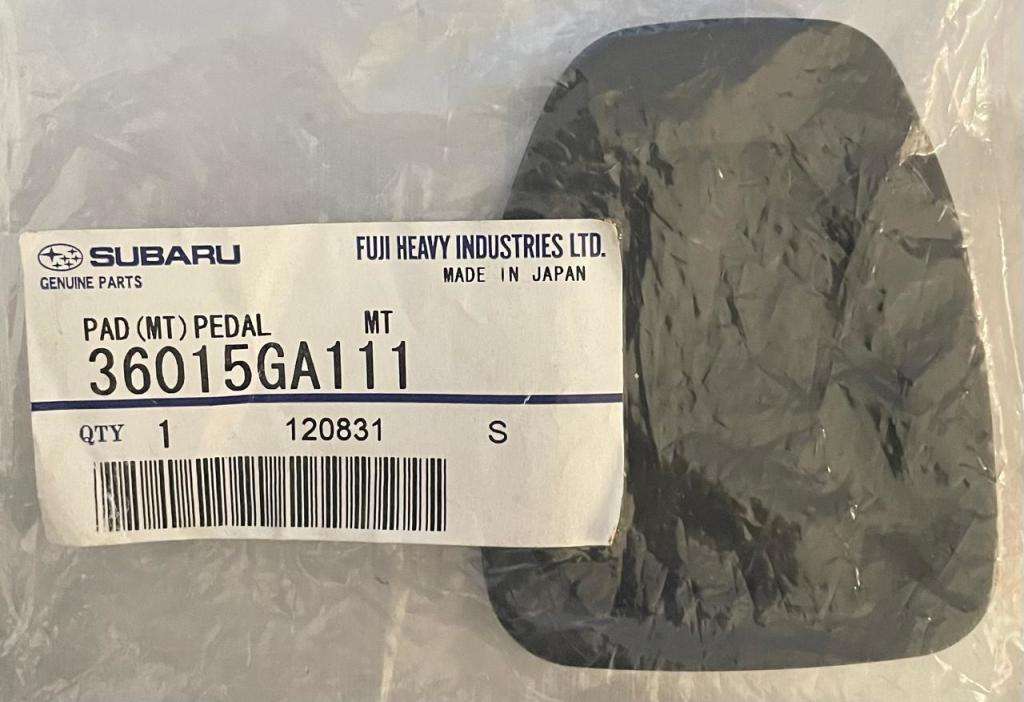 SUBARU
GENUINE PARTS
FUJI HEAVY INDUSTRIES LTD.
MADE IN JAPAN
PAD (MT) PEDAL MT
36015GA111
QTY 1 120831 S